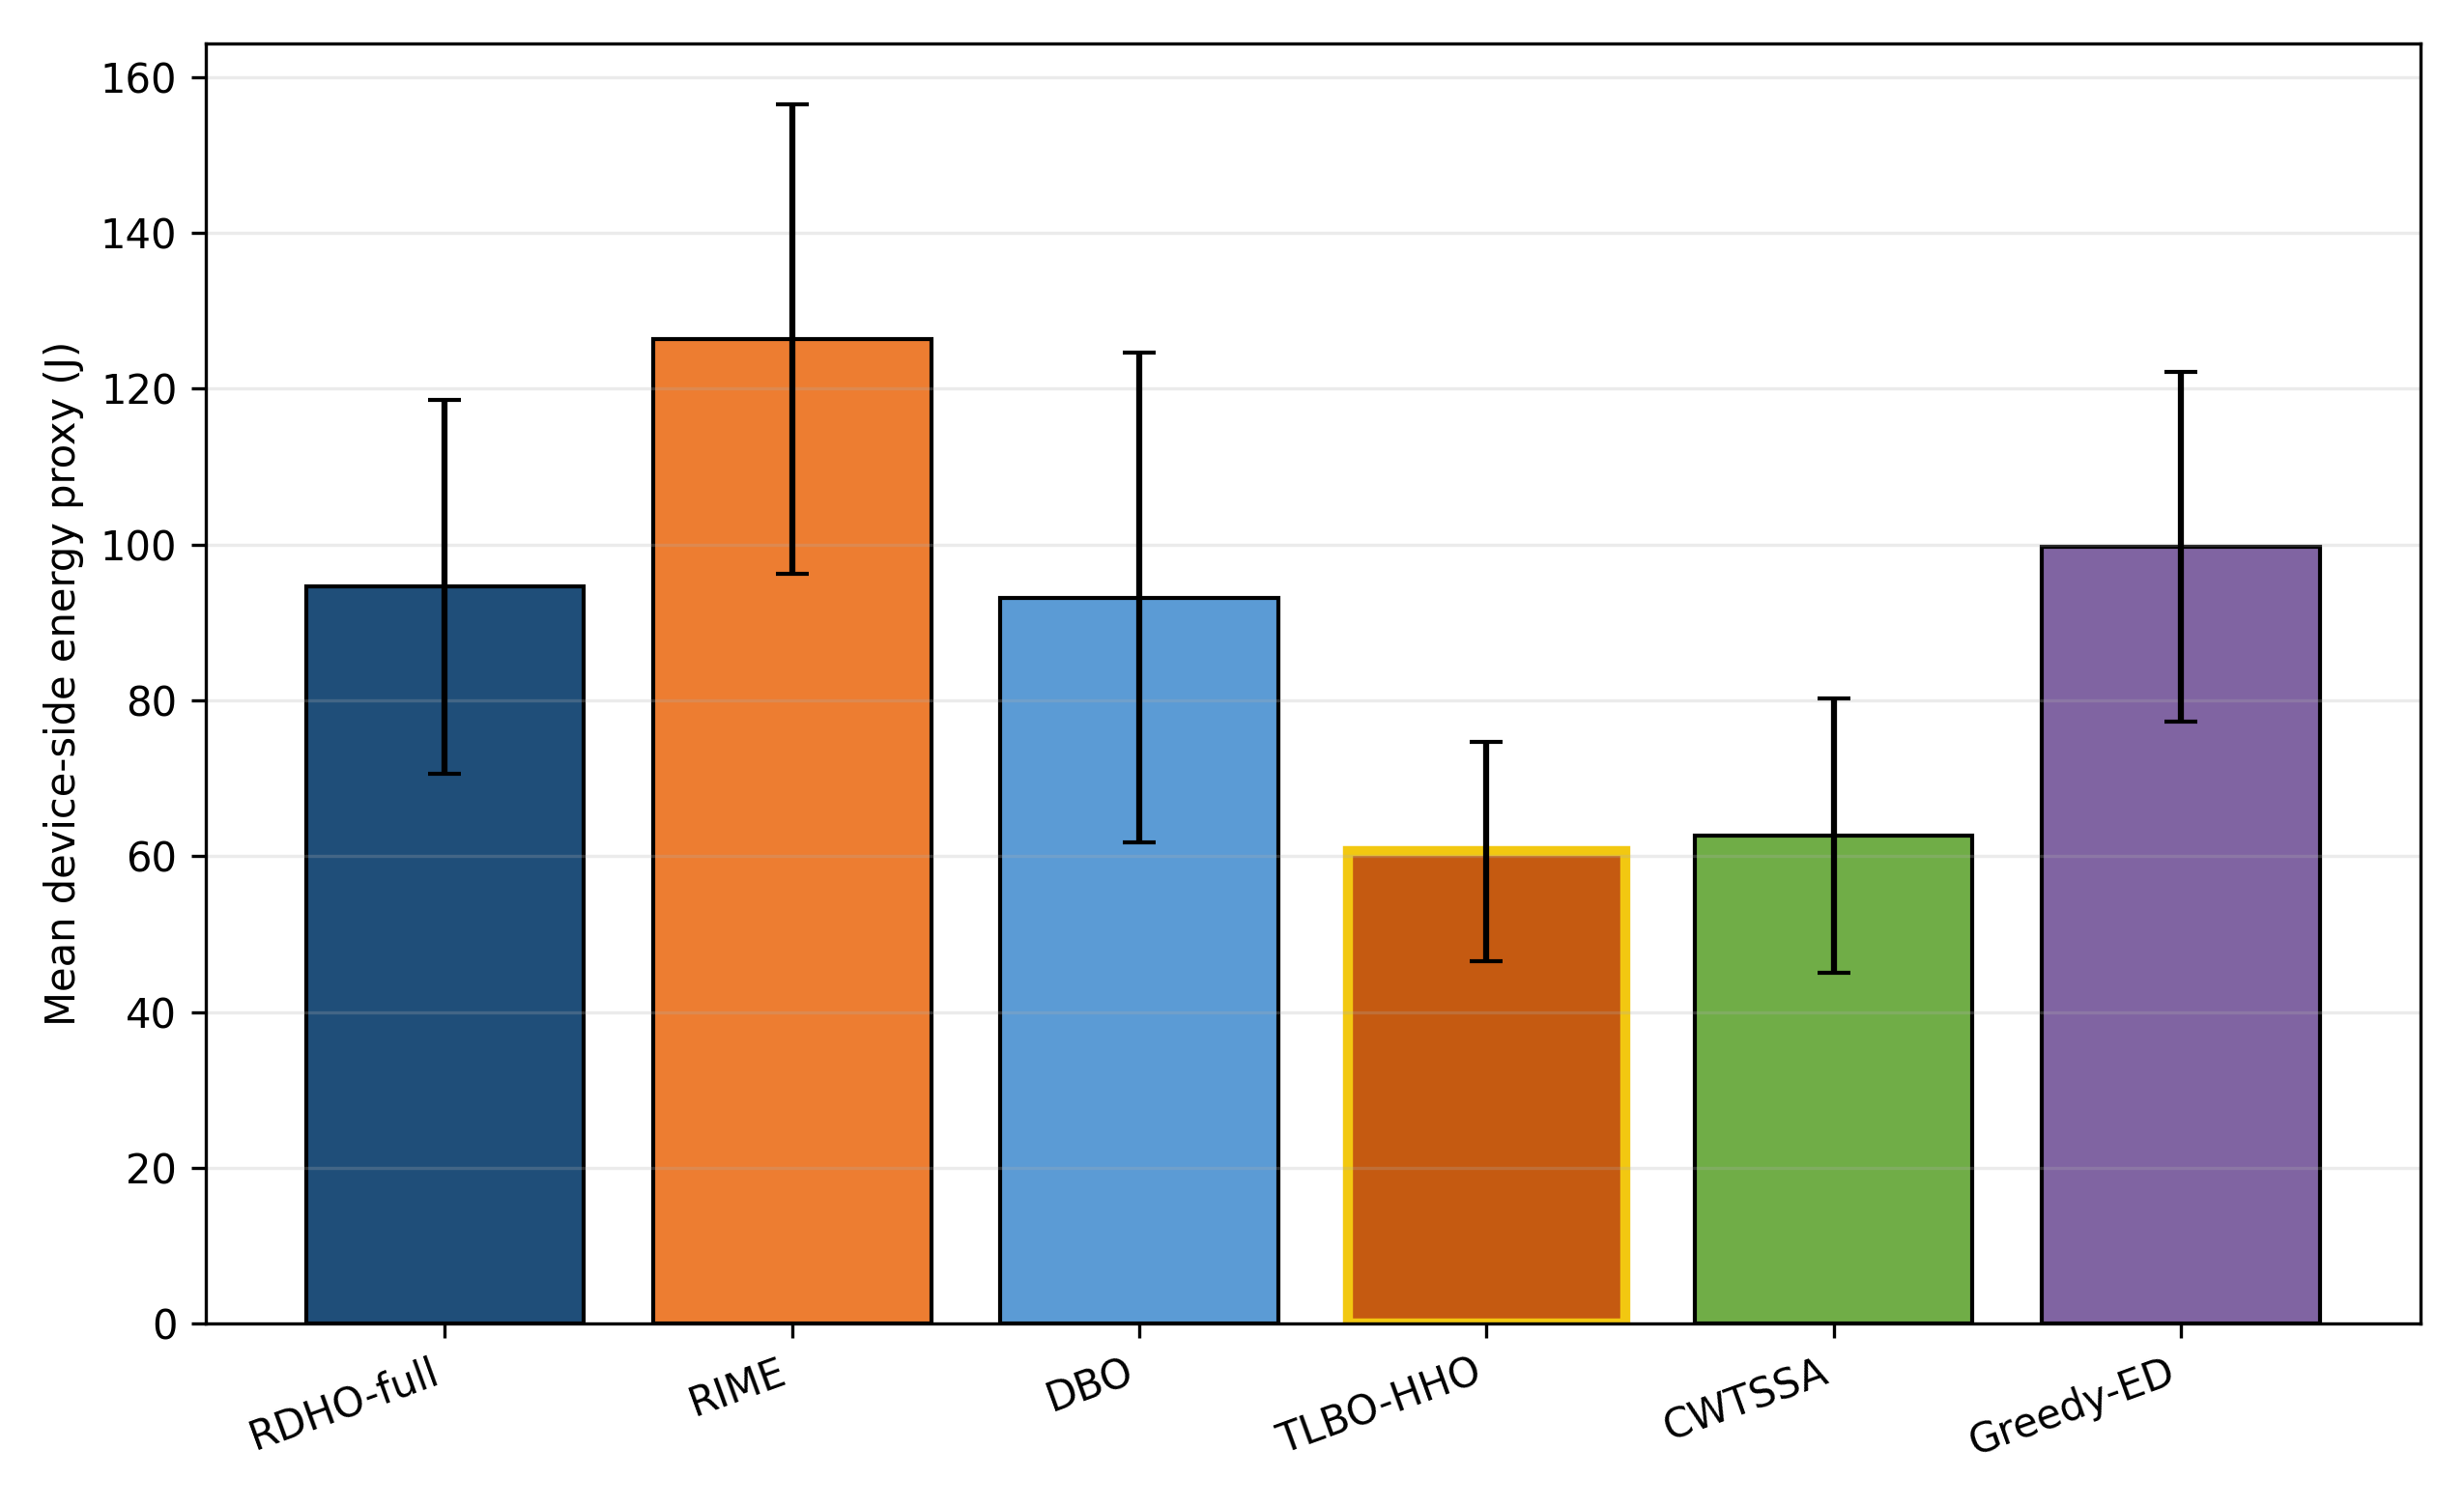 Mean device-side energy proxy (J)
160
140
120
100
80
60
40
20
0
RDHO-full
RIME
DBO
TLBO-HHO
CWTSSA
Greedy-ED